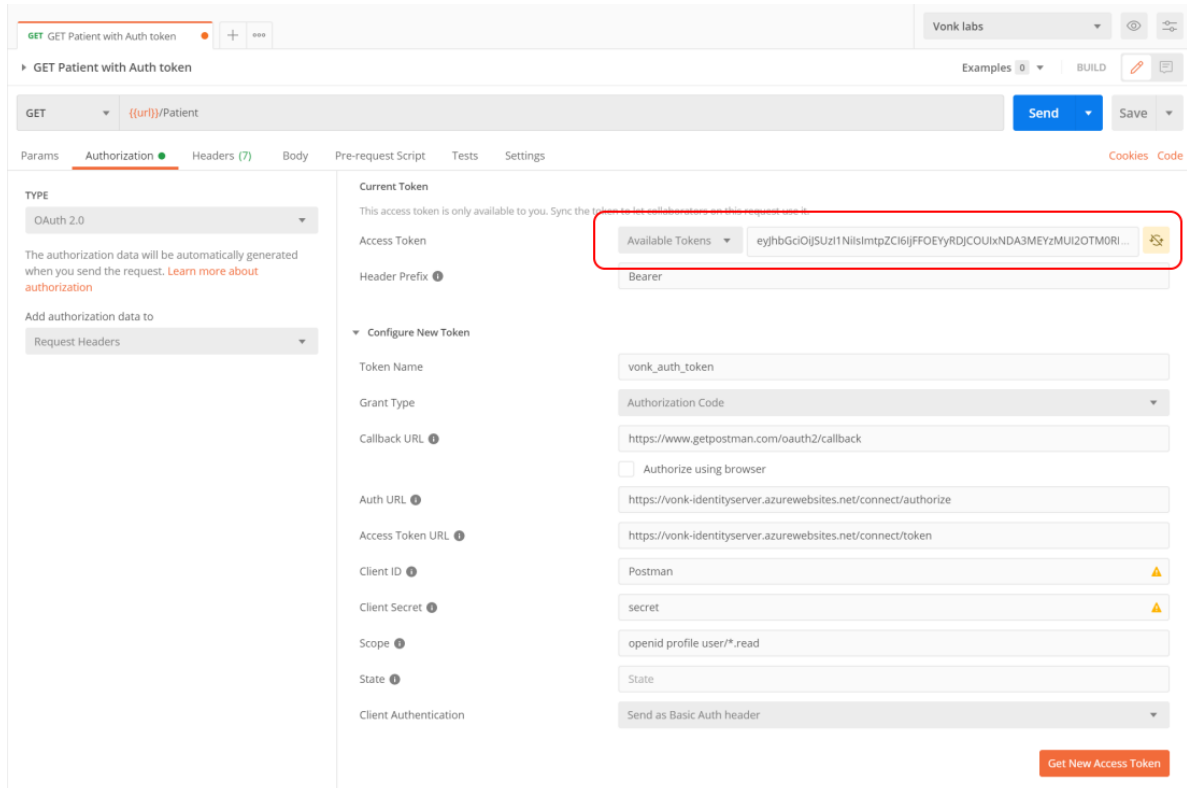 GET GET Patient with Auth token
Vonk labs
GET Patient with Auth token
Examples 0
BUILD
GET
{{url}}/Patient
Send
Save
Params Authorization Headers (7) Body Pre-request Script Tests Settings
Cookies Code
TYPE
OAuth 2.0
The authorization data will be automatically generated
when you send the request. Learn more about
authorization
Add authorization data to
Request Headers
Current Token
This access token is only available to you. Sync the token to let collaborators on this request use it.
Access Token
Available Tokens
Header Prefix
Bearer
Configure New Token
Token Name
vonk_auth_token
Grant Type
Authorization Code
Callback URL
https://www.getpostman.com/oauth2/callback
Authorize using browser
Auth URL
https://vonk-identityserver.azurewebsites.net/connect/authorize
Access Token URL
https://vonk-identityserver.azurewebsites.net/connect/token
Client ID
Postman
Client Secret
secret
Scope
openid profile user/*.read
State
State
Client Authentication
Send as Basic Auth header
Get New Access Token